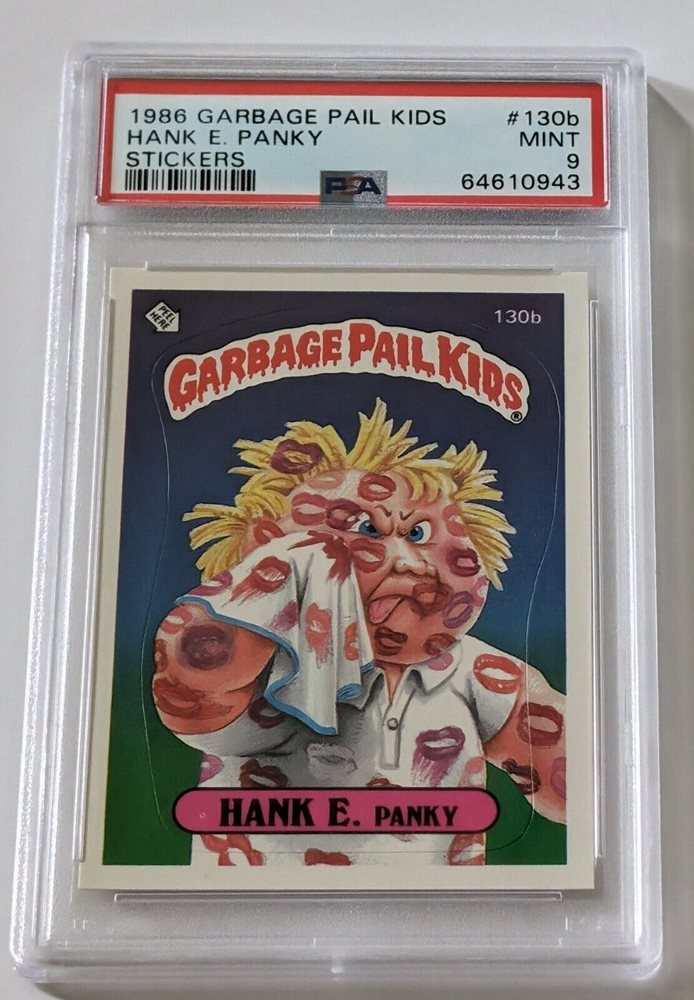 1986 GARBAGE PAIL KIDS #130b
HANK E. PANKY MINT
STICKERS 9
PSA 64610943
PEEL HERE
130b
GARBAGE PAIL KIDS®
HANK E. PANKY